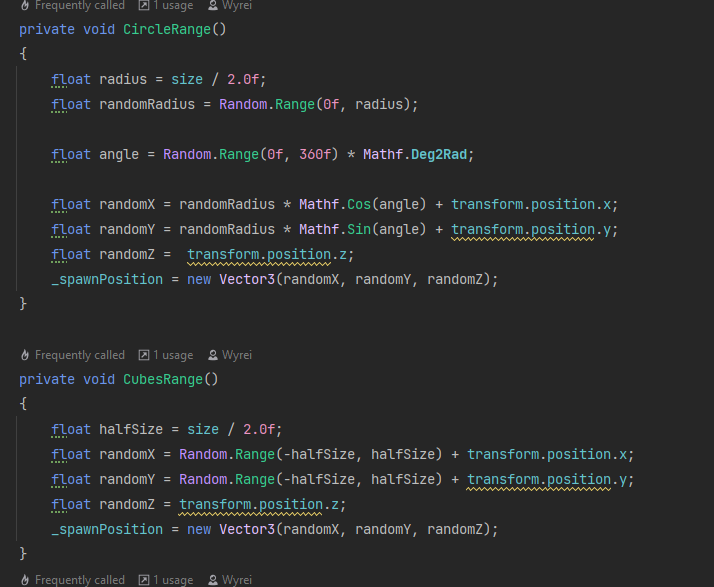 Frequently called 1 usage Wyrei
private void CircleRange()
{
float radius = size / 2.0f;
float randomRadius = Random.Range(0f, radius);
float angle = Random.Range(0f, 360f) * Mathf.Deg2Rad;
float randomX = randomRadius * Mathf.Cos(angle) + transform.position.x;
float randomY = randomRadius * Mathf.Sin(angle) + transform.position.y;
float randomZ =  transform.position.z;
_spawnPosition = new Vector3(randomX, randomY, randomZ);
}
Frequently called 1 usage Wyrei
private void CubesRange()
{
float halfSize = size / 2.0f;
float randomX = Random.Range(-halfSize, halfSize) + transform.position.x;
float randomY = Random.Range(-halfSize, halfSize) + transform.position.y;
float randomZ = transform.position.z;
_spawnPosition = new Vector3(randomX, randomY, randomZ);
}
Frequently called 1 usage Wyrei